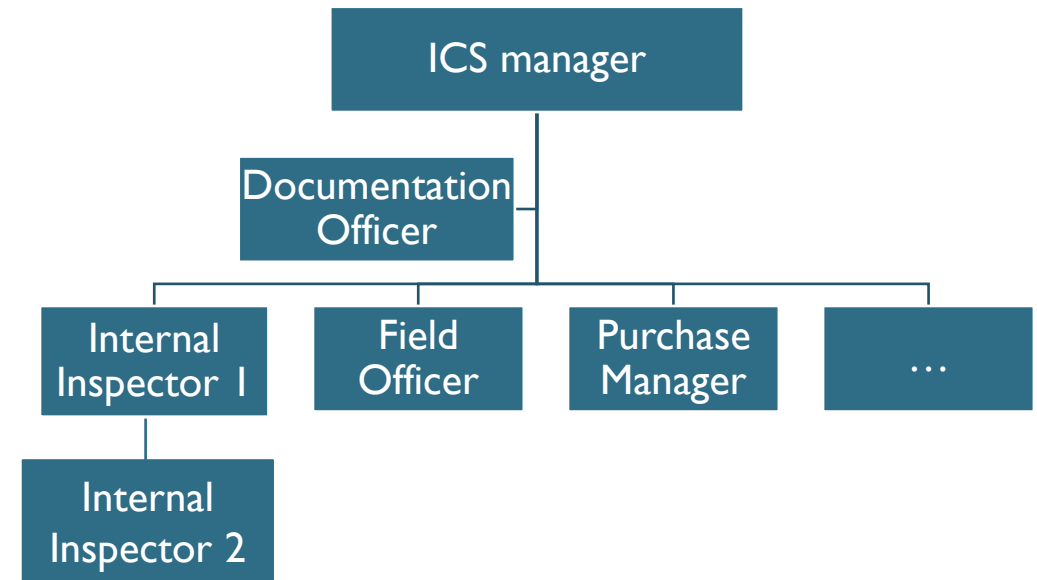 ICS manager
Documentation
Officer
Internal
Inspector 1
Field
Officer
Purchase
Manager
…
Internal
Inspector 2